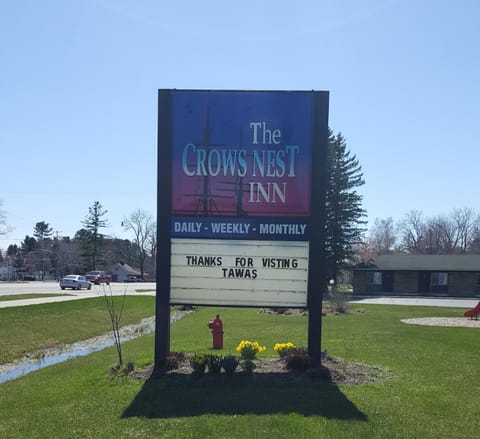 The
CROWS NEST
INN
DAILY - WEEKLY - MONTHLY
THANKS FOR VISTING
TAWAS